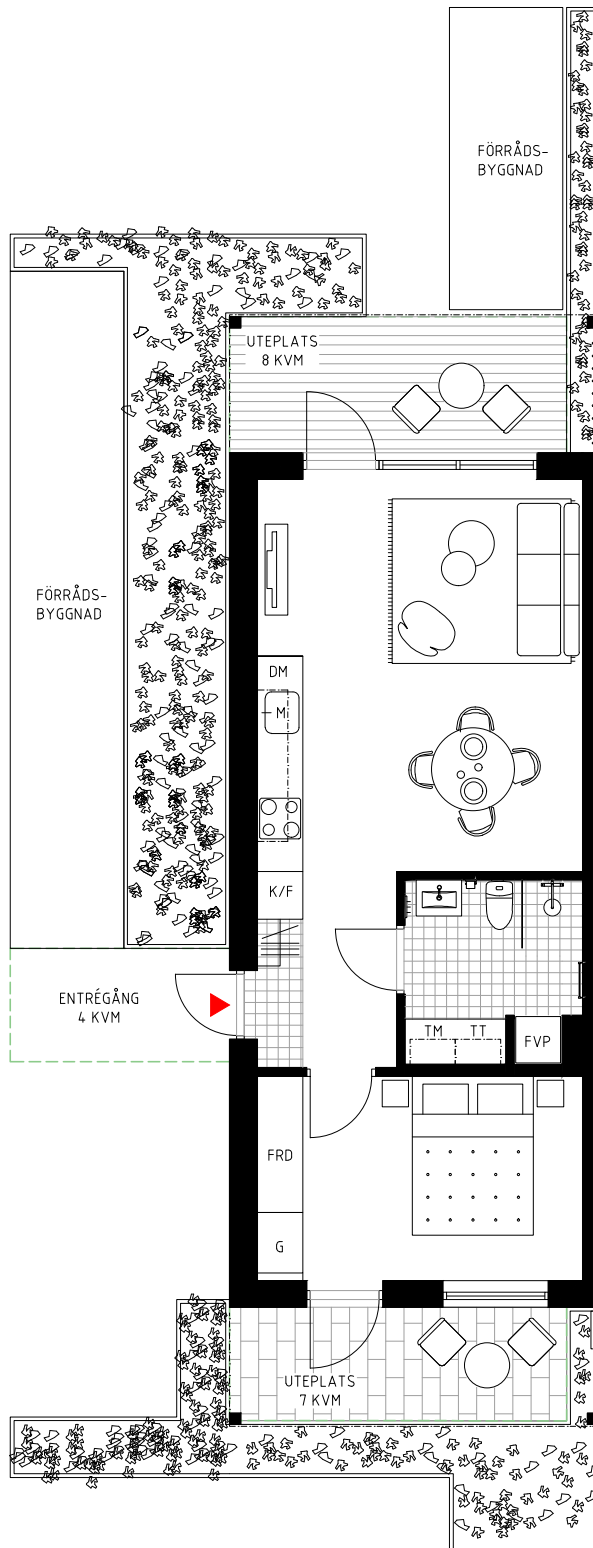 FÖRRÅDS-
BYGGNAD
UTEPLATS
8 KVM
FÖRRÅDS-
BYGGNAD
DM
M
K/F
ENTRÉGÅNG
4 KVM
TM TT
FVP
FRD
G
UTEPLATS
7 KVM